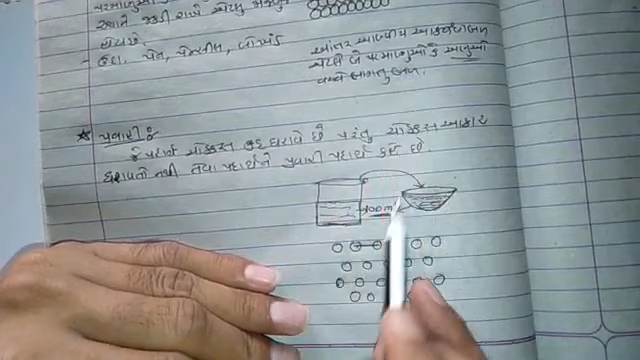 ઉદા. પેન, પેન્સીલ, લોખંડ
આંતર આણ્વીય આકર્ષણબળ
એટલે બે પરમાણુઓ કે અણુઓ
વચ્ચે લાગતુ બળ.
★ પ્રવાહી :
જે પદાર્થ ચોક્કસ કદ ધરાવે છે પરંતુ ચોક્કસ આકાર
ધરાવતો નથી તેવા પદાર્થને પ્રવાહી પદાર્થ કહે છે
100 ml